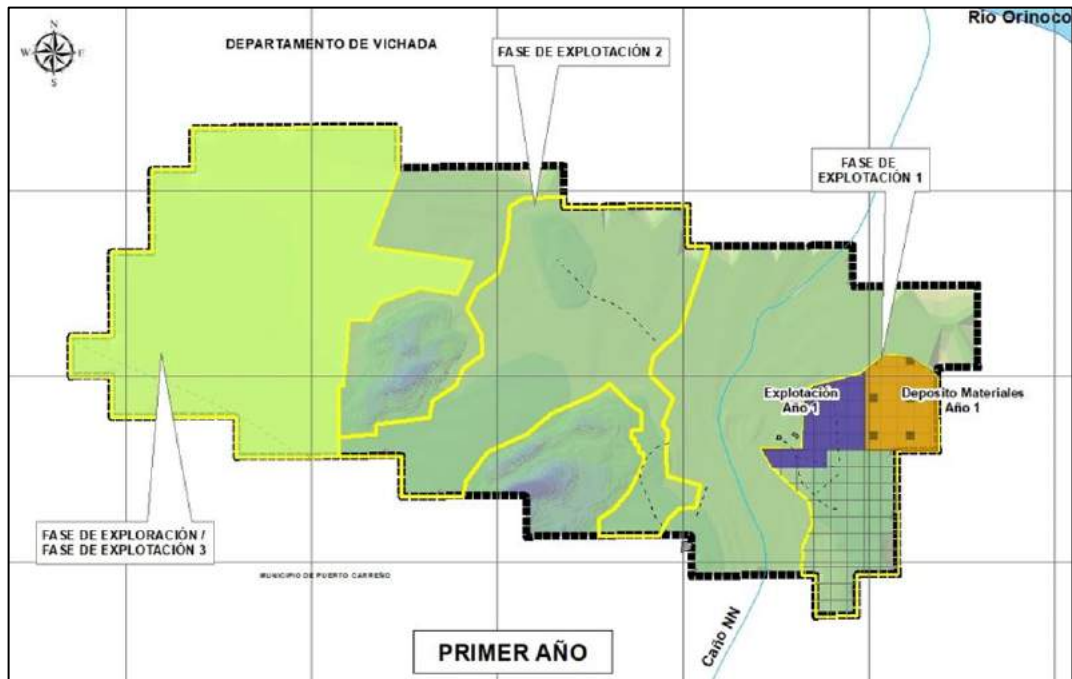 Rio Orinoco
N
W
E
S
DEPARTAMENTO DE VICHADA
FASE DE EXPLOTACIÓN 2
FASE DE
EXPLOTACIÓN 1
Explotación
Año 1
Deposito Materiales
Año 1
FASE DE EXPLORACIÓN /
FASE DE EXPLOTACIÓN 3
MUNICIPIO DE PUERTO CARREÑO
PRIMER AÑO
Caño NN